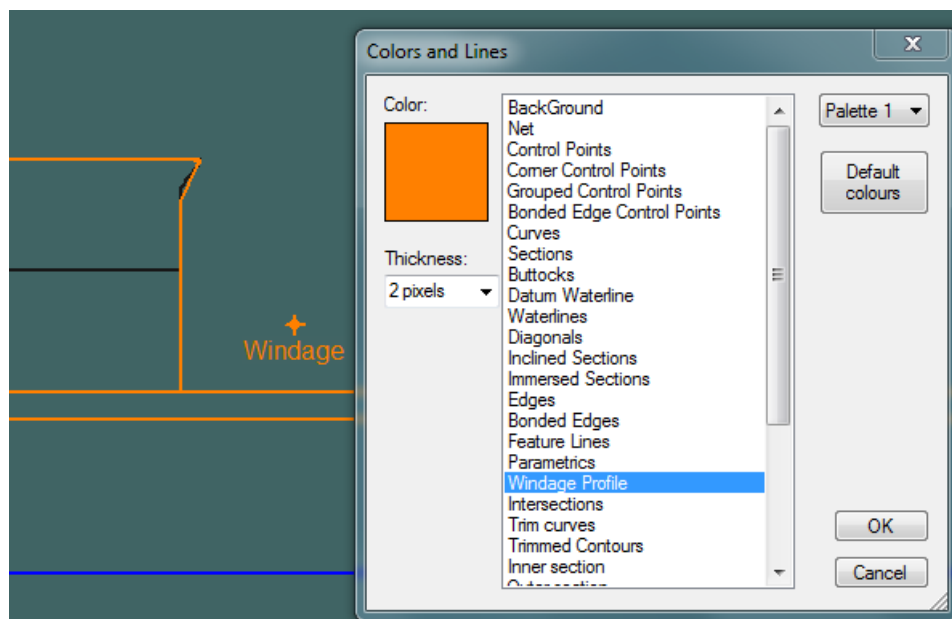 Colors and Lines
Color:
Thickness:
2 pixels
BackGround
Net
Control Points
Corner Control Points
Grouped Control Points
Bonded Edge Control Points
Curves
Sections
Buttocks
Datum Waterline
Waterlines
Diagonals
Inclined Sections
Immersed Sections
Edges
Bonded Edges
Feature Lines
Parametrics
Windage Profile
Intersections
Trim curves
Trimmed Contours
Inner section
Palette 1
Default
colours
OK
Cancel
Windage